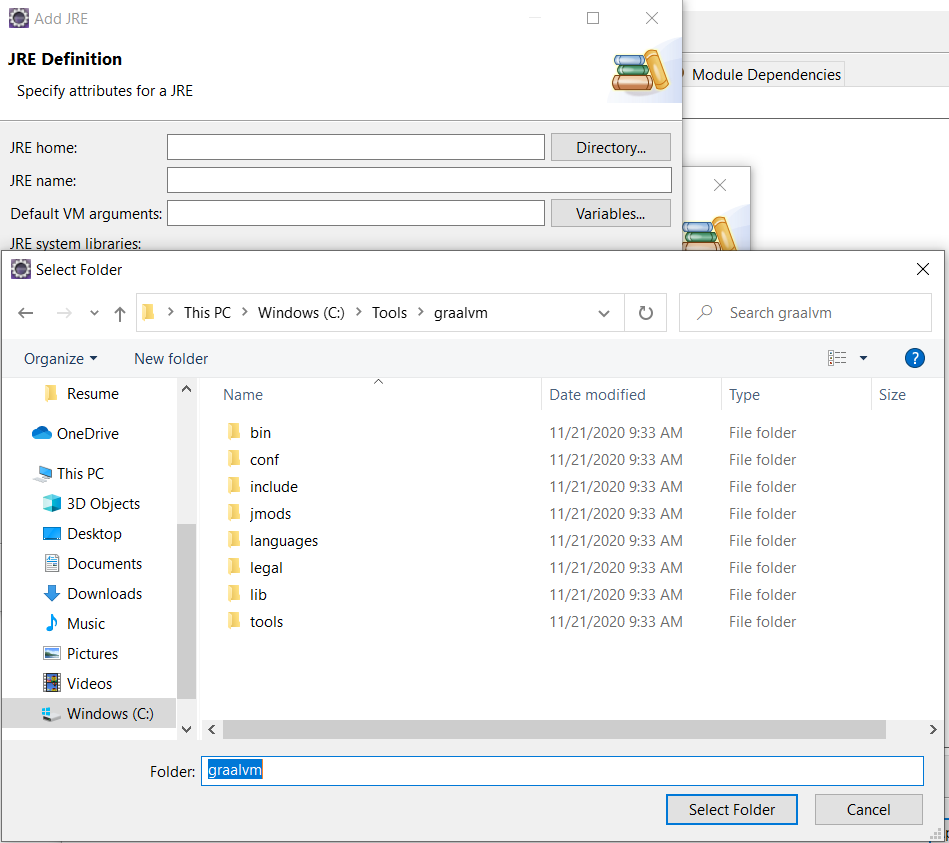 Add JRE
JRE Definition
Specify attributes for a JRE
Module Dependencies
JRE home:
Directory...
JRE name:
Default VM arguments:
Variables...
JRE system libraries:
Select Folder
This PC > Windows (C:) > Tools > graalvm
Search graalvm
Organize
New folder
?
Resume
OneDrive
This PC
3D Objects
Desktop
Documents
Downloads
Music
Pictures
Videos
Windows (C:)
Name Date modified Type Size
bin 11/21/2020 9:33 AM File folder
conf 11/21/2020 9:33 AM File folder
include 11/21/2020 9:33 AM File folder
jmods 11/21/2020 9:33 AM File folder
languages 11/21/2020 9:33 AM File folder
legal 11/21/2020 9:33 AM File folder
lib 11/21/2020 9:33 AM File folder
tools 11/21/2020 9:33 AM File folder
Folder: graalvm
Select Folder
Cancel